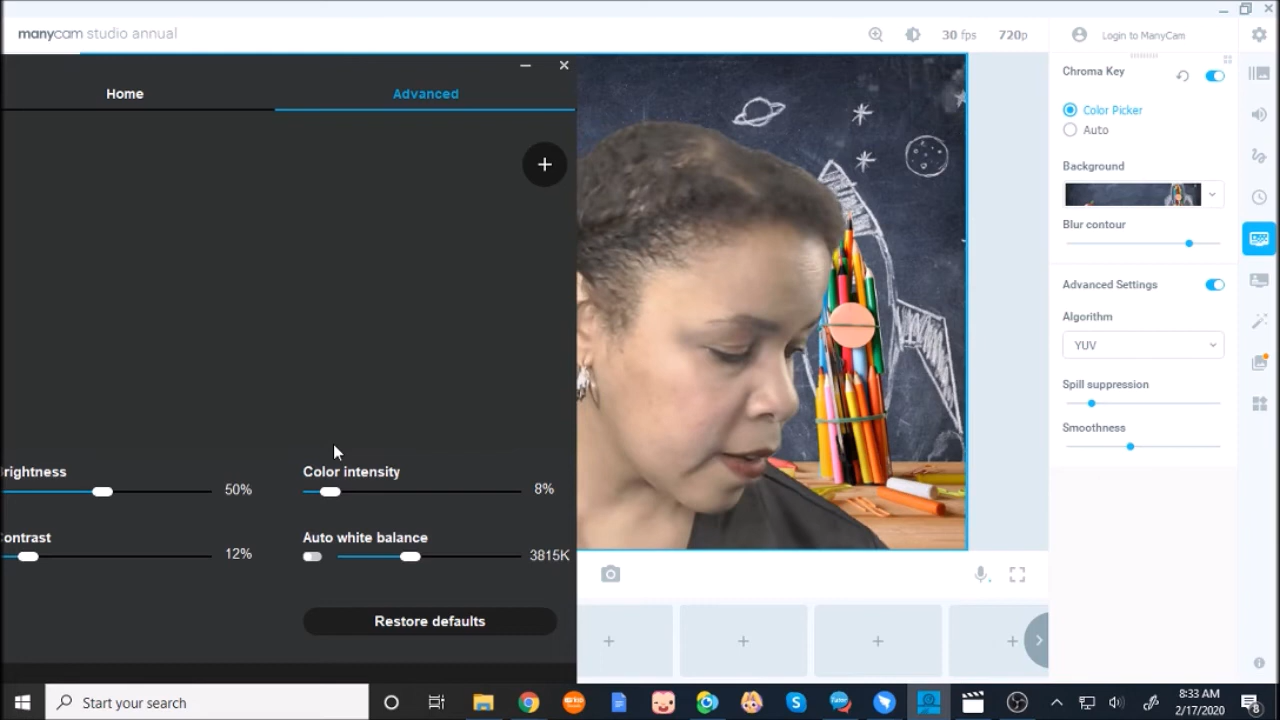 manycam studio annual
30 fps
720p
Login to ManyCam
Home
Advanced
Chroma Key
Color Picker
Auto
Background
Blur contour
Advanced Settings
Algorithm
YUV
Spill suppression
Smoothness
rightness
50%
Color intensity
8%
ontrast
12%
Auto white balance
3815K
Restore defaults
Start your search
8:33 AM
2/17/2020
8